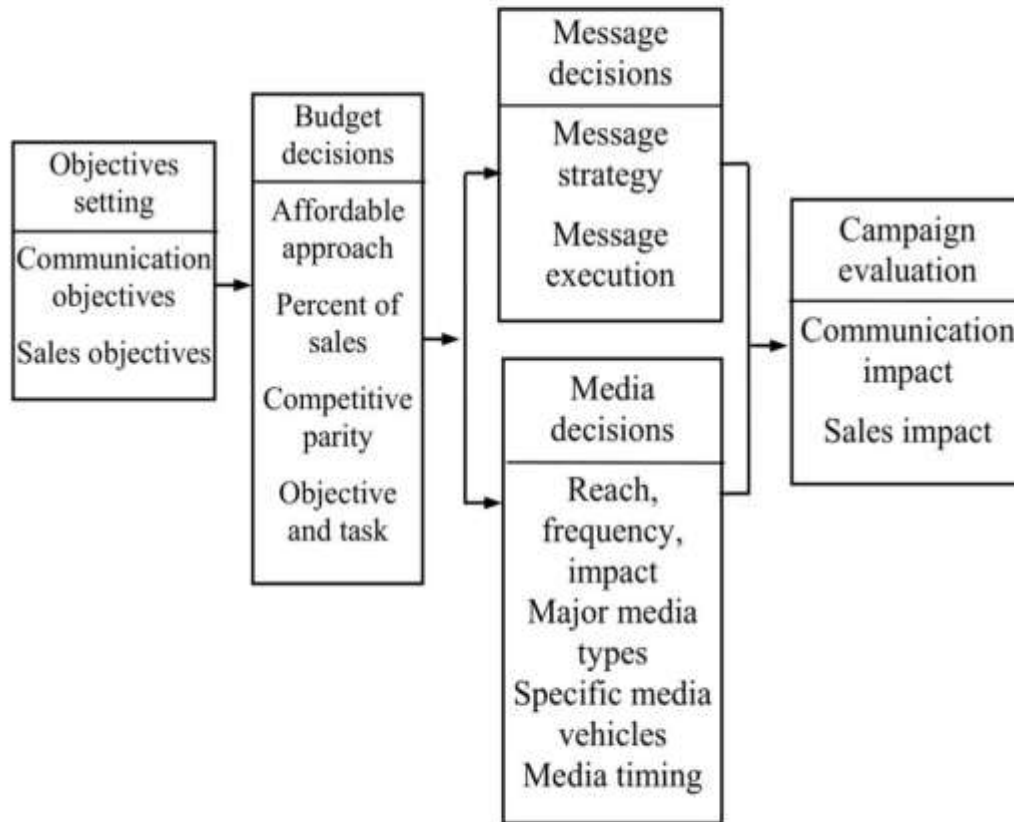 Objectives
setting
Communication
objectives
Sales objectives
Budget
decisions
Affordable
approach
Percent of
sales
Competitive
parity
Objective
and task
Message
decisions
Message
strategy
Message
execution
Media
decisions
Reach,
frequency,
impact
Major media
types
Specific media
vehicles
Media timing
Campaign
evaluation
Communication
impact
Sales impact